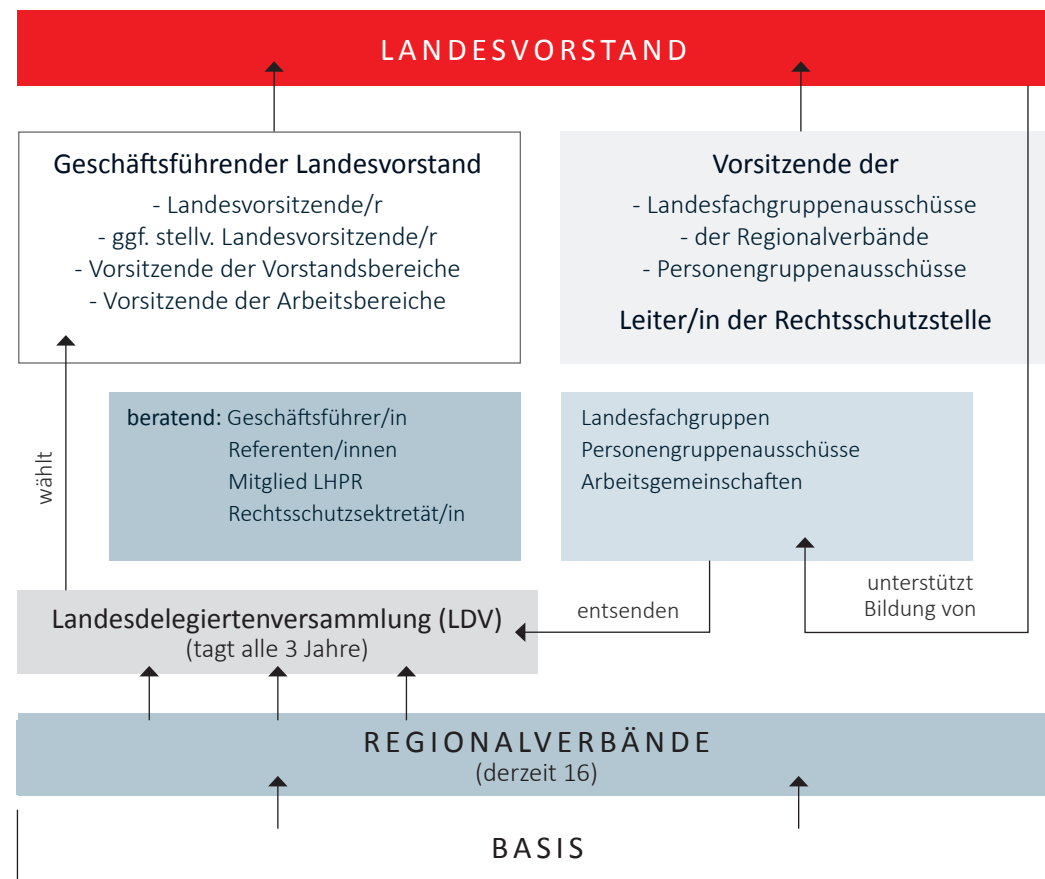 LANDESVORSTAND
Geschäftsführender Landesvorstand
- Landesvorsitzende/r
- ggf. stellv. Landesvorsitzende/r
- Vorsitzende der Vorstandsbereiche
- Vorsitzende der Arbeitsbereiche
Vorsitzende der
- Landesfachgruppenausschüsse
- der Regionalverbände
- Personengruppenausschüsse
Leiter/in der Rechtsschutzstelle
wählt
beratend: Geschäftsführer/in
Referenten/innen
Mitglied LHPR
Rechtsschutzsektretät/in
Landesfachgruppen
Personengruppenausschüsse
Arbeitsgemeinschaften
entsenden
unterstützt
Bildung von
Landesdelegiertenversammlung (LDV)
(tagt alle 3 Jahre)
REGIONALVERBÄNDE
(derzeit 16)
BASIS